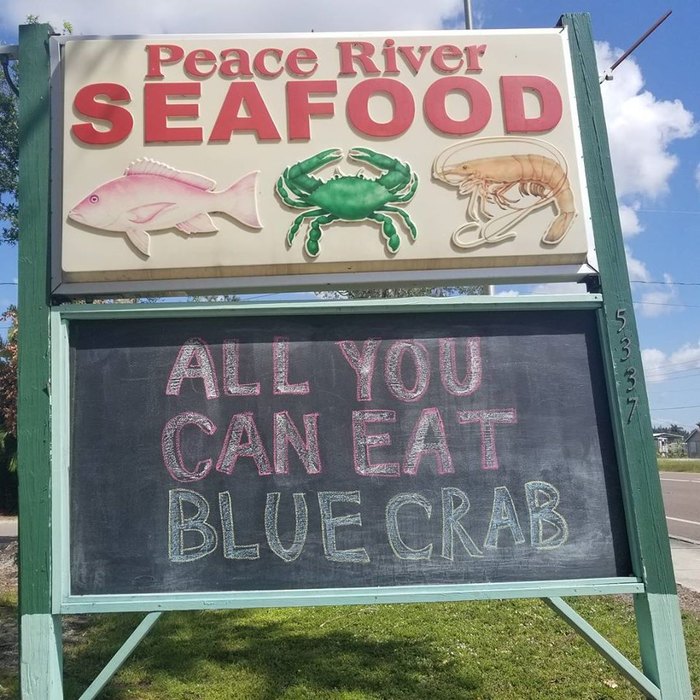 Peace River
SEAFOOD
ALL YOU
CAN EAT
BLUE CRAB
5337